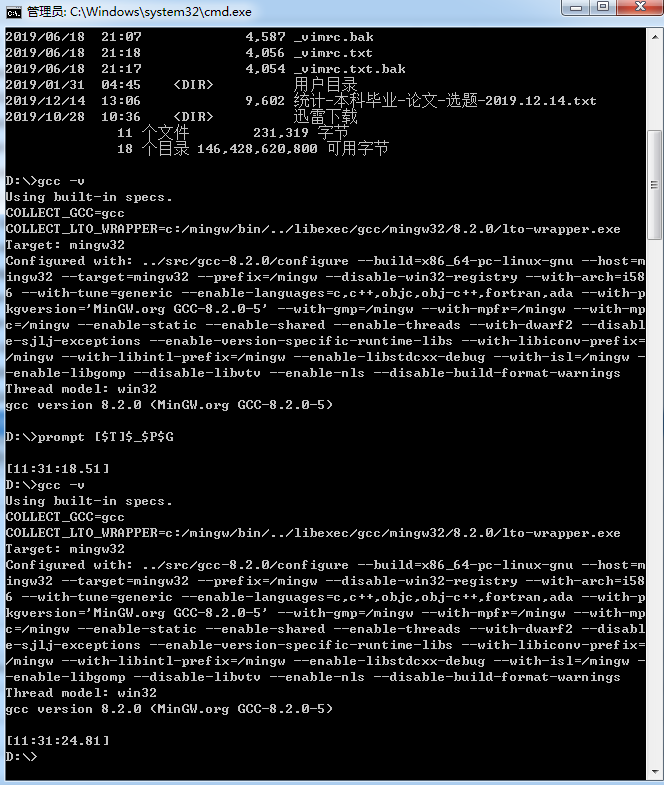 管理员: C:\Windows\system32\cmd.exe
2019/06/18  21:07             4,587 _vimrc.bak
2019/06/18  21:18             4,056 _vimrc.txt
2019/06/18  21:17             4,054 _vimrc.txt.bak
2019/01/31  04:45    <DIR>          用户目录
2019/12/14  13:06             9,602 统计-本科毕业-论文-选题-2019.12.14.txt
2019/10/28  10:36    <DIR>          迅雷下载
11 个文件        231,319 字节
18 个目录 146,428,620,800 可用字节
D:\>gcc -v
Using built-in specs.
COLLECT_GCC=gcc
COLLECT_LTO_WRAPPER=c:/mingw/bin/../libexec/gcc/mingw32/8.2.0/lto-wrapper.exe
Target: mingw32
Configured with: ../src/gcc-8.2.0/configure --build=x86_64-pc-linux-gnu --host=m
ingw32 --target=mingw32 --prefix=/mingw --disable-win32-registry --with-arch=i58
6 --with-tune=generic --enable-languages=c,c++,objc,obj-c++,fortran,ada --with-p
kgversion='MinGW.org GCC-8.2.0-5' --with-gmp=/mingw --with-mpfr=/mingw --with-mp
c=/mingw --enable-static --enable-shared --enable-threads --with-dwarf2 --disabl
e-sjlj-exceptions --enable-version-specific-runtime-libs --with-libiconv-prefix=
/mingw --with-libintl-prefix=/mingw --enable-libstdcxx-debug --with-isl=/mingw -
-enable-libgomp --disable-libvtv --enable-nls --disable-build-format-warnings
Thread model: win32
gcc version 8.2.0 (MinGW.org GCC-8.2.0-5)
D:\>prompt [$T]$_$P$G
[11:31:18.51]
D:\>gcc -v
Using built-in specs.
COLLECT_GCC=gcc
COLLECT_LTO_WRAPPER=c:/mingw/bin/../libexec/gcc/mingw32/8.2.0/lto-wrapper.exe
Target: mingw32
Configured with: ../src/gcc-8.2.0/configure --build=x86_64-pc-linux-gnu --host=m
ingw32 --target=mingw32 --prefix=/mingw --disable-win32-registry --with-arch=i58
6 --with-tune=generic --enable-languages=c,c++,objc,obj-c++,fortran,ada --with-p
kgversion='MinGW.org GCC-8.2.0-5' --with-gmp=/mingw --with-mpfr=/mingw --with-mp
c=/mingw --enable-static --enable-shared --enable-threads --with-dwarf2 --disabl
e-sjlj-exceptions --enable-version-specific-runtime-libs --with-libiconv-prefix=
/mingw --with-libintl-prefix=/mingw --enable-libstdcxx-debug --with-isl=/mingw -
-enable-libgomp --disable-libvtv --enable-nls --disable-build-format-warnings
Thread model: win32
gcc version 8.2.0 (MinGW.org GCC-8.2.0-5)
[11:31:24.81]
D:\>